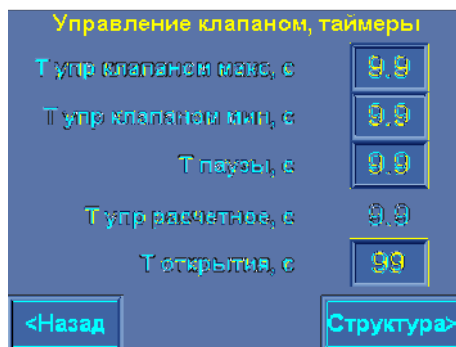 Управление клапаном, таймеры
Т упр клапаном макс, с 9.9
Т упр клапаном мин, с 9.9
Т паузы, с 9.9
Т упр расчетное, с 9.9
Т открытия, с 99
<Назад Структура>